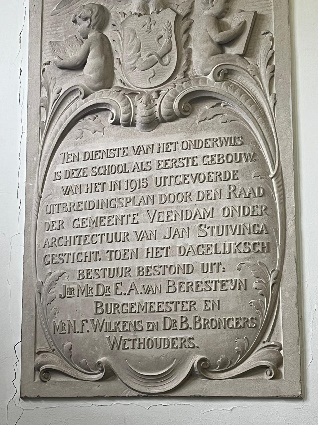 TEN DIENSTE VAN HET ONDERWIJS
IS DEZE SCHOOL ALS EERSTE GEBOUW
VAN HET IN 1915 UITGEVOERDE
UITBREIDINGSPLAN DOOR DEN RAAD
DER GEMEENTE VEENDAM ONDER
ARCHITECTUUR VAN JAN STUIVINGA
GESTICHT. TOEN HET DAGELIJKSCH
BESTUUR BESTOND UIT:
JHR MR DR E.A. VAN BERESTEYN
BURGEMEESTER EN
MR N.F. WILKENS EN DR B. BRONGERS
WETHOUDERS.